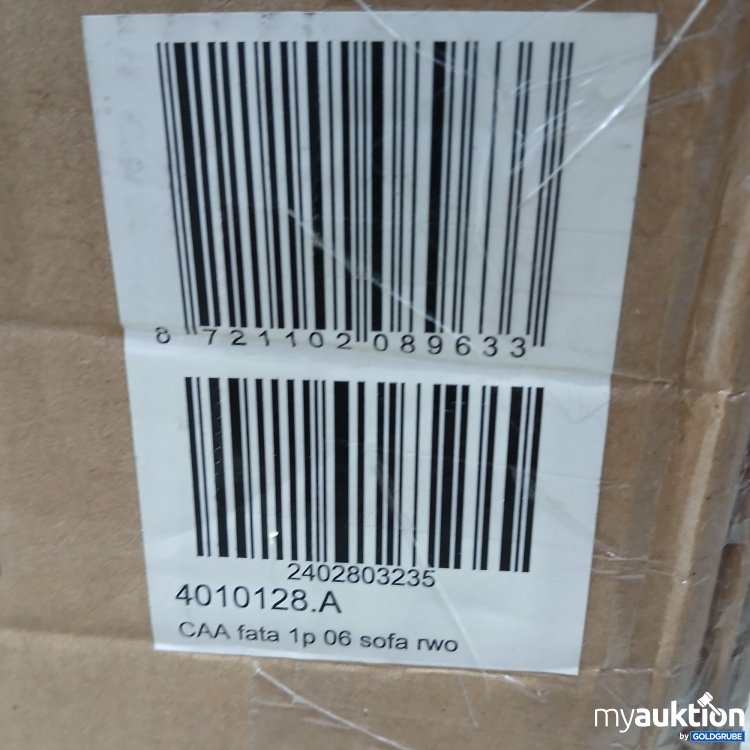 8 721102 089633
2402803235
4010128.A
CAA fata 1p 06 sofa rwo
myauktion
by GOLDGRUBE